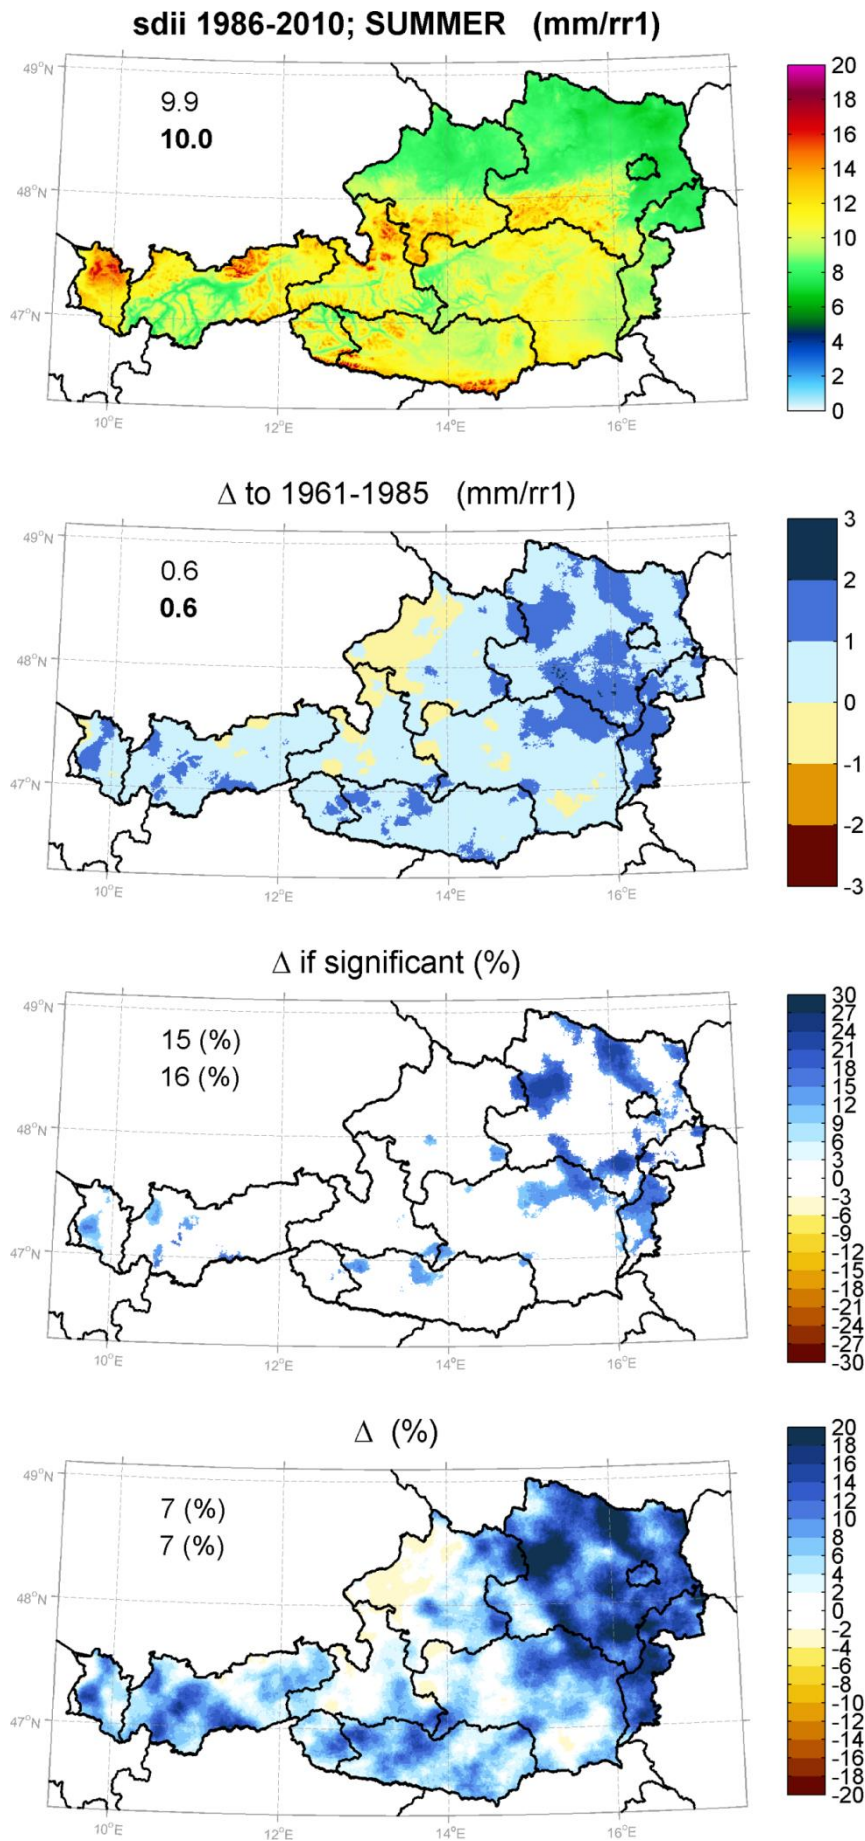 sdii 1986-2010; SUMMER (mm/rr1)
49°N
9.9
10.0
48°N
47°N
10°E
12°E
14°E
16°E
20
18
16
14
12
10
8
6
4
2
0
Δ to 1961-1985 (mm/rr1)
49°N
0.6
0.6
48°N
47°N
10°E
12°E
14°E
16°E
3
2
1
0
-1
-2
-3
Δ if significant (%)
49°N
15 (%)
16 (%)
48°N
47°N
10°E
12°E
14°E
16°E
30
27
24
21
18
15
12
9
6
3
0
-3
-6
-9
-12
-15
-18
-21
-24
-27
-30
Δ (%)
49°N
7 (%)
7 (%)
48°N
47°N
10°E
12°E
14°E
16°E
20
18
16
14
12
10
8
6
4
2
0
-2
-4
-6
-8
-10
-12
-14
-16
-18
-20